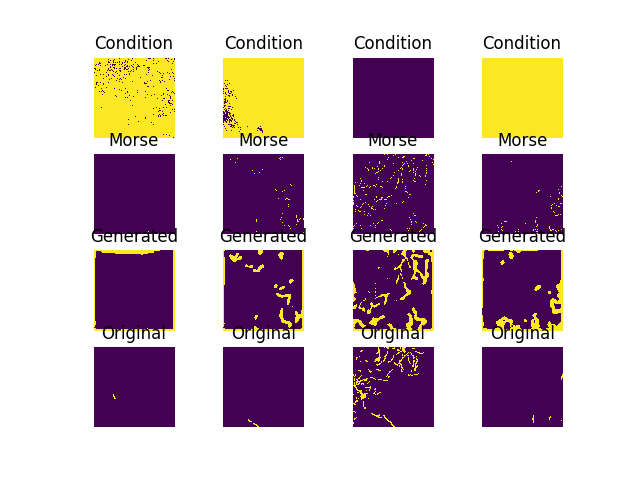 Condition Condition Condition Condition
Morse Morse Morse Morse
Generated Generated Generated Generated
Original Original Original Original